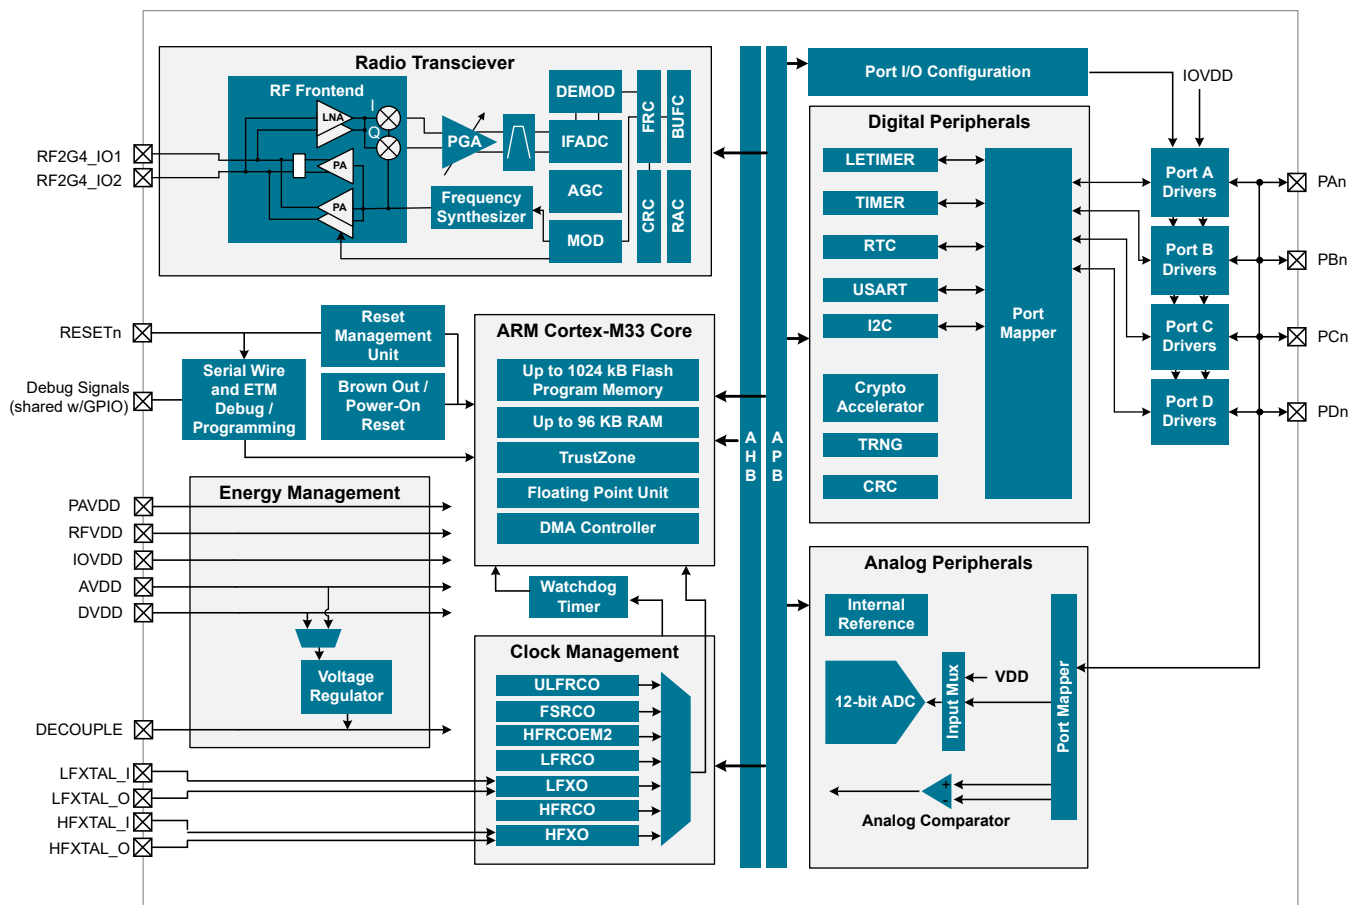 Radio Transciever
RF Frontend
LNA
I
Q
PA
PA
PGA
DEMOD
IFADC
AGC
MOD
Frequency
Synthesizer
FRC
BUFC
CRC
RAC
RF2G4_IO1
RF2G4_IO2
RESETn
Debug Signals
(shared w/GPIO)
Reset
Management
Unit
Serial Wire
and ETM
Debug /
Programming
Brown Out /
Power-On
Reset
ARM Cortex-M33 Core
Up to 1024 kB Flash
Program Memory
Up to 96 KB RAM
TrustZone
Floating Point Unit
DMA Controller
Watchdog
Timer
Energy Management
PAVDD
RFVDD
IOVDD
AVDD
DVDD
Voltage
Regulator
DECOUPLE
LFXTAL_I
LFXTAL_O
HFXTAL_I
HFXTAL_O
Clock Management
ULFRCO
FSRCO
HFRCOEM2
LFRCO
LFXO
HFRCO
HFXO
AHB
APB
Port I/O Configuration
IOVDD
Digital Peripherals
LETIMER
TIMER
RTC
USART
I2C
Crypto
Accelerator
TRNG
CRC
Port
Mapper
Port A
Drivers
Port B
Drivers
Port C
Drivers
Port D
Drivers
PAn
PBn
PCn
PDn
Analog Peripherals
Internal
Reference
12-bit ADC
Input Mux
VDD
Port Mapper
+
-
Analog Comparator